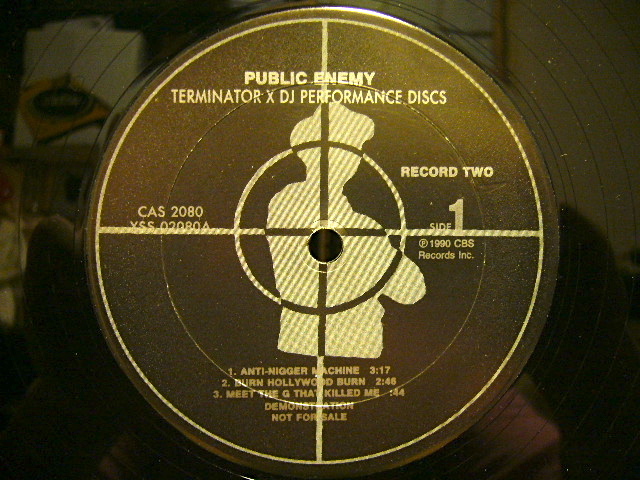 PUBLIC ENEMY
TERMINATOR X DJ PERFORMANCE DISCS
RECORD TWO
CAS 2080
XSS 02080A
SIDE 1
℗ 1990 CBS
Records Inc.
1. ANTI-NIGGER MACHINE 3:17
2. BURN HOLLYWOOD BURN 2:46
3. MEET THE G THAT KILLED ME :44
DEMONSTRATION
NOT FOR SALE